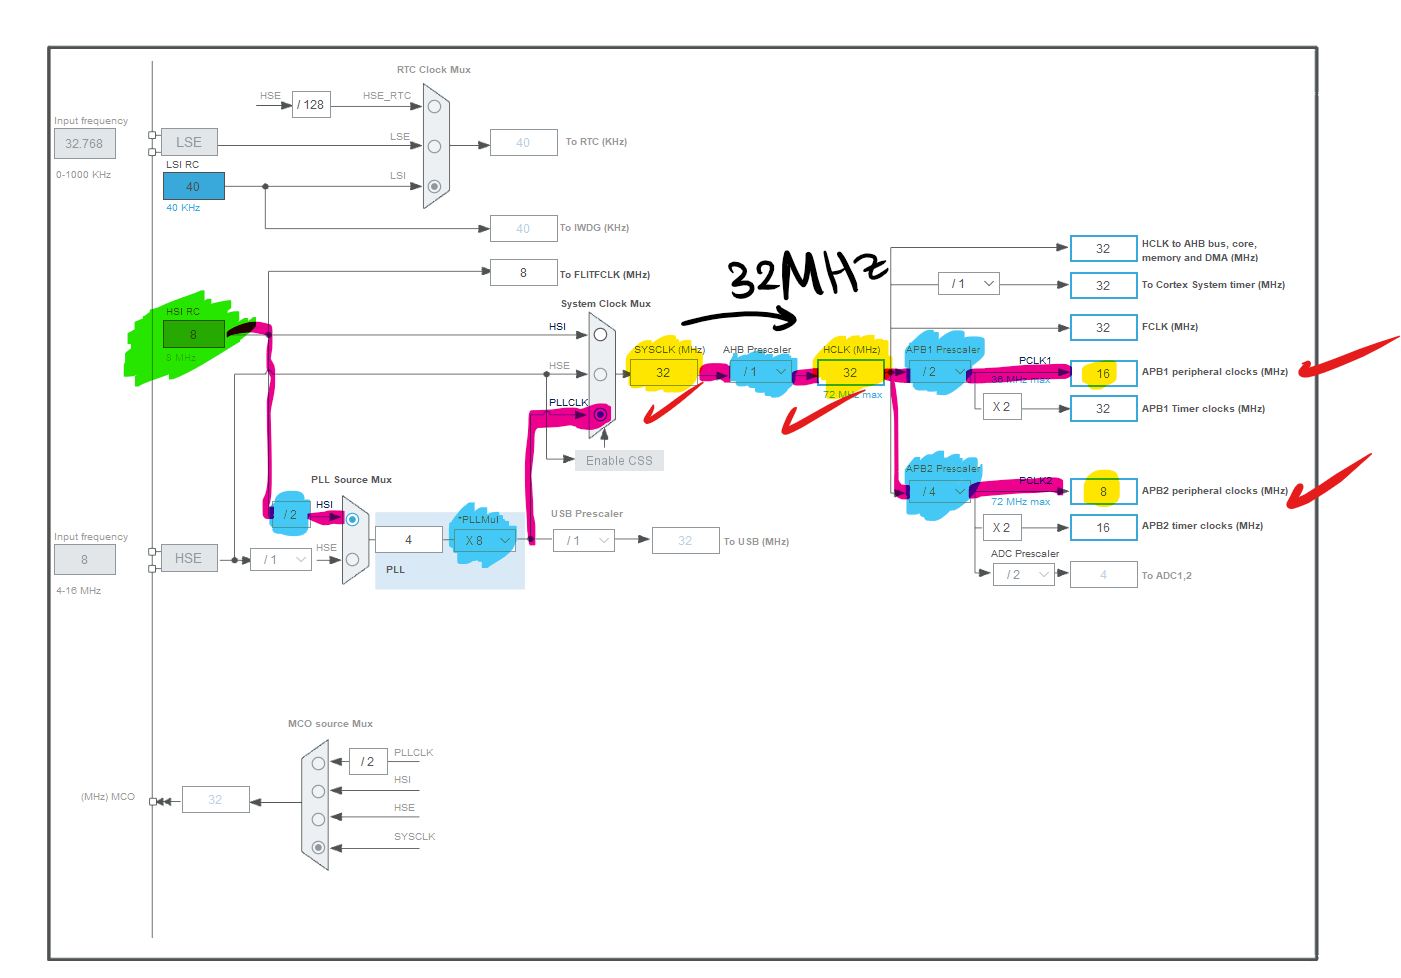 RTC Clock Mux
HSE
/ 128
HSE_RTC
Input frequency
32.768
0-1000 KHz
LSE
LSE
40
To RTC (KHz)
LSI RC
40
40 KHz
LSI
40
To IWDG (KHz)
8
To FLITFCLK (MHz)
32MHz
32
HCLK to AHB bus, core,
memory and DMA (MHz)
/ 1
32
To Cortex System timer (MHz)
32
FCLK (MHz)
System Clock Mux
HSI RC
8
8 MHz
HSI
HSE
PLLCLK
SYSCLK (MHz)
32
AHB Prescaler
/ 1
HCLK (MHz)
32
72 MHz max
APB1 Prescaler
/ 2
PCLK1
36 MHz max
16
APB1 peripheral clocks (MHz)
X 2
32
APB1 Timer clocks (MHz)
Enable CSS
APB2 Prescaler
/ 4
PCLK2
72 MHz max
8
APB2 peripheral clocks (MHz)
X 2
16
APB2 timer clocks (MHz)
ADC Prescaler
/ 2
4
To ADC1,2
PLL Source Mux
/ 2
HSI
Input frequency
8
4-16 MHz
HSE
/ 1
HSE
4
*PLLMul
X 8
PLL
USB Prescaler
/ 1
32
To USB (MHz)
MCO source Mux
PLLCLK
/ 2
HSI
HSE
SYSCLK
(MHz) MCO
32